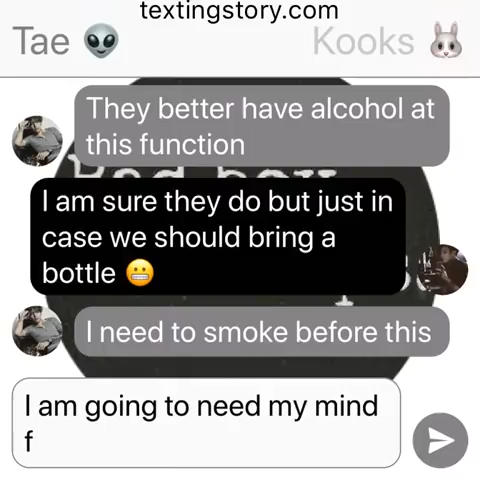 textingstory.com
Tae 👽 Kooks 🐰
They better have alcohol at
this function
I am sure they do but just in
case we should bring a
bottle 😬
I need to smoke before this
I am going to need my mind
f